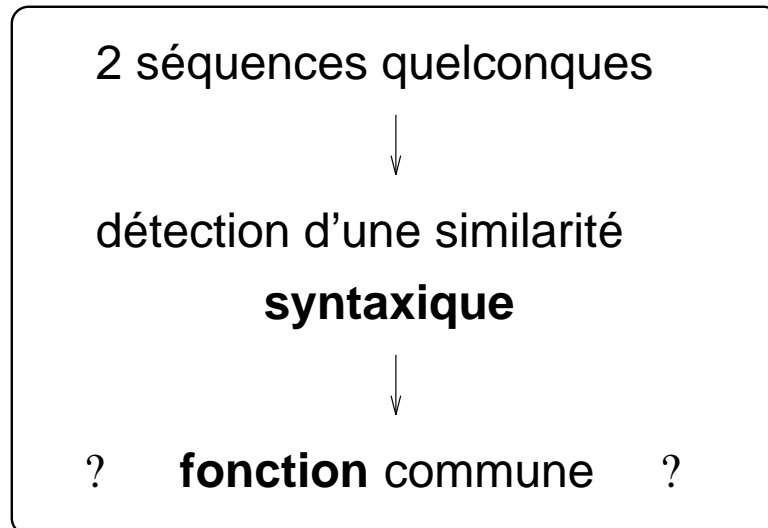 2 séquences quelconques
détection d’une similarité
syntaxique
? fonction commune ?